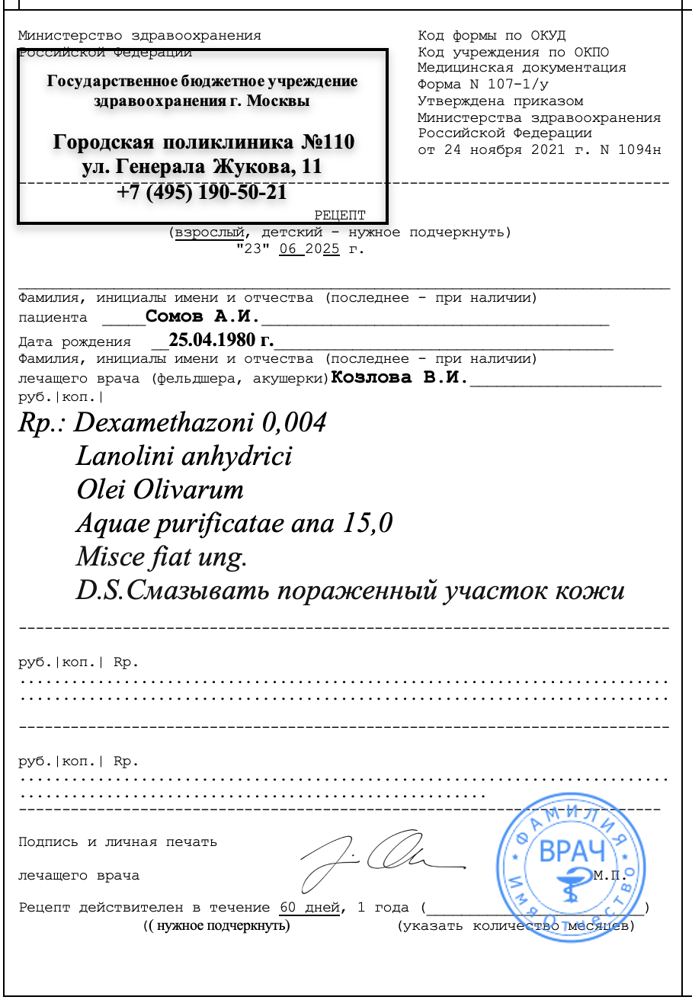 Министерство здравоохранения
Российской Федерации
Государственное бюджетное учреждение
здравоохранения г. Москвы
Городская поликлиника №110
ул. Генерала Жукова, 11
+7 (495) 190-50-21
Код формы по ОКУД
Код учреждения по ОКПО
Медицинская документация
Форма N 107-1/у
Утверждена приказом
Министерства здравоохранения
Российской Федерации
от 24 ноября 2021 г. N 1094н
РЕЦЕПТ
(взрослый, детский - нужное подчеркнуть)
"23" 06 2025 г.
Фамилия, инициалы имени и отчества (последнее - при наличии)
пациента _____Сомов А.И.
Дата рождения __25.04.1980 г.
Фамилия, инициалы имени и отчества (последнее - при наличии)
лечащего врача (фельдшера, акушерки)Козлова В.И.
руб.|коп.|
Rp.: Dexamethazoni 0,004
Lanolini anhydrici
Olei Olivarum
Aquae purificatae ana 15,0
Misce fiat ung.
D.S.Смазывать пораженный участок кожи
руб.|коп.| Rp.
руб.|коп.| Rp.
Подпись и личная печать
лечащего врача
М.П.
ФАМИЛИЯ
ВРАЧ
Имя Отчество
Рецепт действителен в течение 60 дней, 1 года (_________________________)
(( нужное подчеркнуть)
(указать количество месяцев)